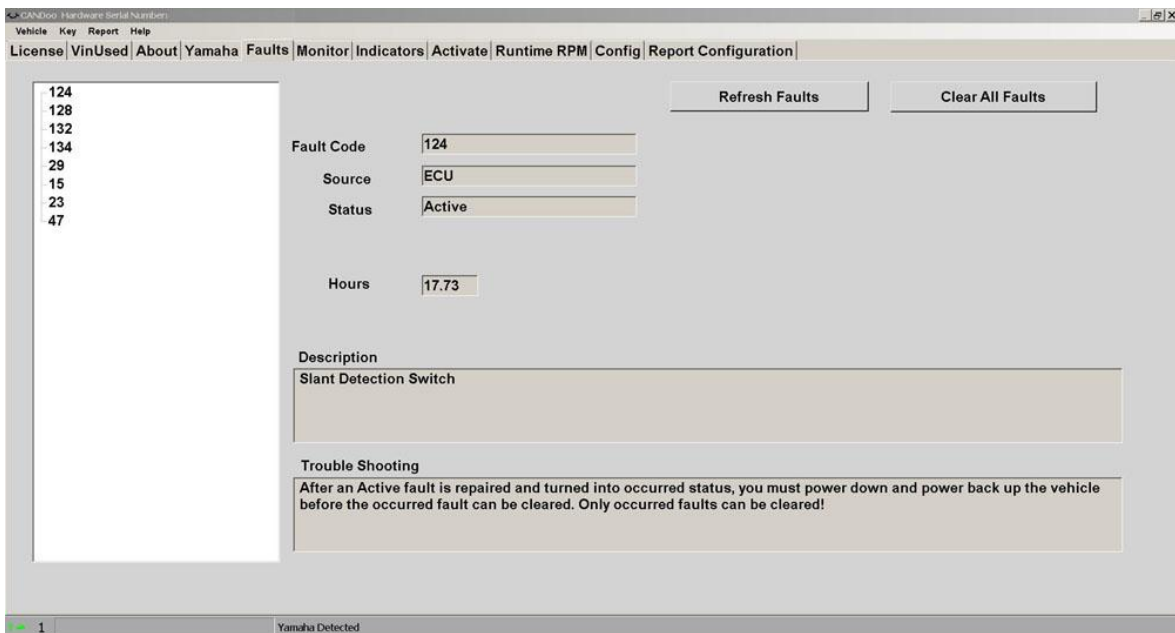 CANDoo Hardware Serial Number:
Vehicle Key Report Help
License VinUsed About Yamaha Faults Monitor Indicators Activate Runtime RPM Config Report Configuration
124
128
132
134
29
15
23
47
Refresh Faults Clear All Faults
Fault Code 124
Source ECU
Status Active
Hours 17.73
Description
Slant Detection Switch
Trouble Shooting
After an Active fault is repaired and turned into occurred status, you must power down and power back up the vehicle
before the occurred fault can be cleared. Only occurred faults can be cleared!
1 Yamaha Detected